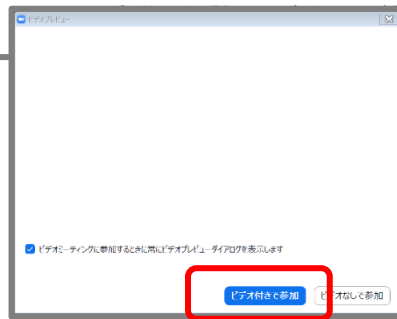 ビデオプレビュー
ビデオミーティングに参加するときに常にビデオプレビューダイアログを表示します
ビデオ付きで参加
ビデオなしで参加